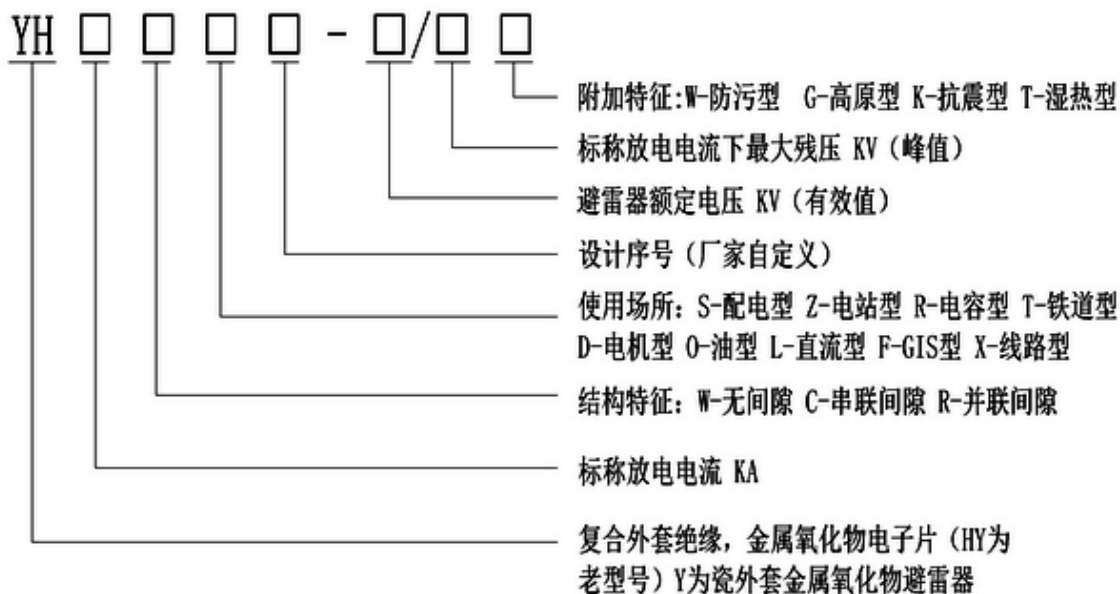 YH □ □ □ □ - □/□ □
附加特征:W-防污型 G-高原型 K-抗震型 T-湿热型
标称放电电流下最大残压 KV（峰值）
避雷器额定电压 KV（有效值）
设计序号（厂家自定义）
使用场所：S-配电型 Z-电站型 R-电容型 T-铁道型
D-电机型 O-油型 L-直流型 F-GIS型 X-线路型
结构特征：W-无间隙 C-串联间隙 R-并联间隙
标称放电电流 KA
复合外套绝缘，金属氧化物电子片（HY为
老型号）Y为瓷外套金属氧化物避雷器